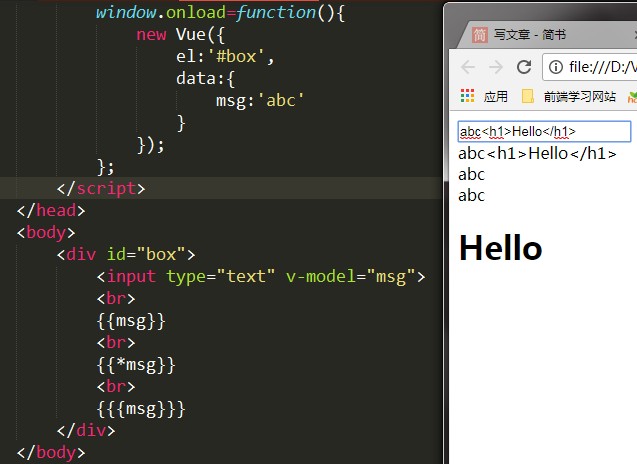 window.onload=function(){
new Vue({
el:'#box',
data:{
msg:'abc'
}
});
};
</script>
</head>
<body>
<div id="box">
<input type="text" v-model="msg">
<br>
{{msg}}
<br>
{{*msg}}
<br>
{{{msg}}}
</div>
</body>
简 写文章 - 简书
file:///D:/V
应用 前端学习网站
abc<h1>Hello</h1>
abc<h1>Hello</h1>
abc
abc
Hello